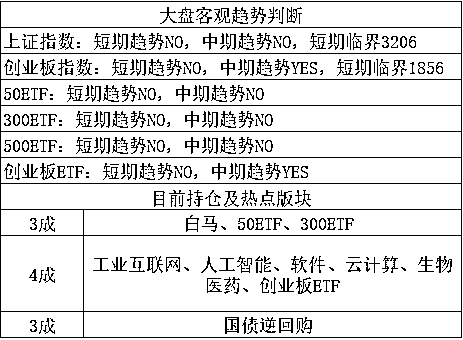 大盘客观趋势判断
上证指数：短期趋势NO，中期趋势NO，短期临界3206
创业板指数：短期趋势NO，中期趋势YES，短期临界1856
50ETF：短期趋势NO，中期趋势NO
300ETF：短期趋势NO，中期趋势NO
500ETF：短期趋势NO，中期趋势NO
创业板ETF：短期趋势NO，中期趋势YES
目前持仓及热点版块
3成 白马、50ETF、300ETF
4成 工业互联网、人工智能、软件、云计算、生物
医药、创业板ETF
3成 国债逆回购